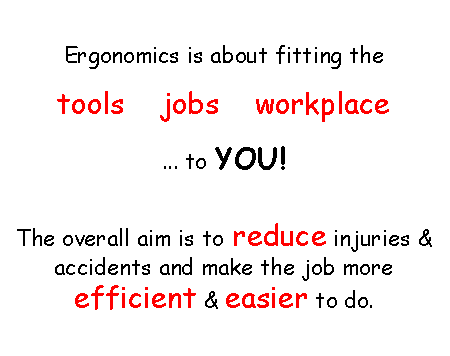 Ergonomics is about fitting the
tools jobs workplace
... to YOU!
The overall aim is to reduce injuries &
accidents and make the job more
efficient & easier to do.